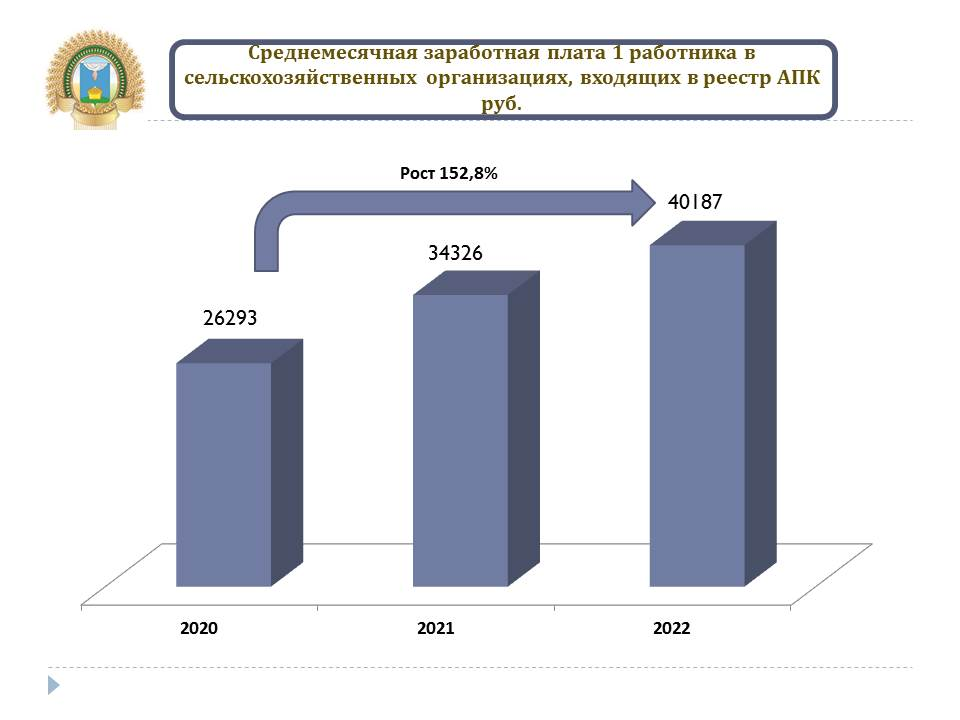 Среднемесячная заработная плата 1 работника в
сельскохозяйственных организациях, входящих в реестр АПК
руб.
Рост 152,8%
40187
34326
26293
2020
2021
2022